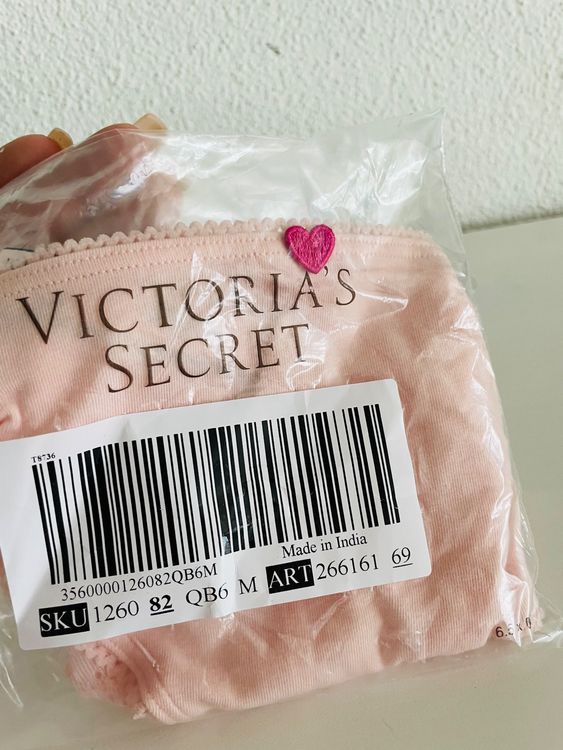 VICTORIA'S
SECRET
T8736
3560000126082QB6M
Made in India
SKU 1260 82 QB6 M ART 266161 69